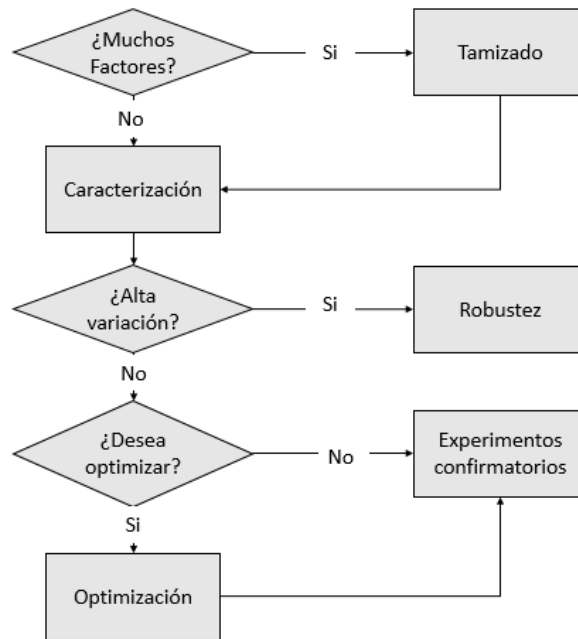 ¿Muchos
Factores?
Si
Tamizado
No
Caracterización
¿Alta
variación?
Si
Robustez
No
¿Desea
optimizar?
No
Experimentos
confirmatorios
Si
Optimización